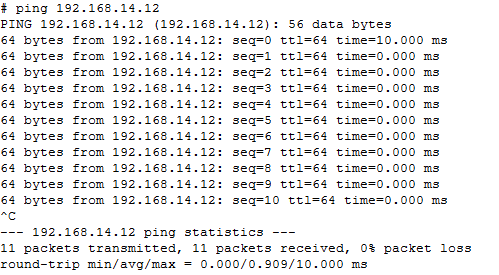 # ping 192.168.14.12
PING 192.168.14.12 (192.168.14.12): 56 data bytes
64 bytes from 192.168.14.12: seq=0 ttl=64 time=10.000 ms
64 bytes from 192.168.14.12: seq=1 ttl=64 time=0.000 ms
64 bytes from 192.168.14.12: seq=2 ttl=64 time=0.000 ms
64 bytes from 192.168.14.12: seq=3 ttl=64 time=0.000 ms
64 bytes from 192.168.14.12: seq=4 ttl=64 time=0.000 ms
64 bytes from 192.168.14.12: seq=5 ttl=64 time=0.000 ms
64 bytes from 192.168.14.12: seq=6 ttl=64 time=0.000 ms
64 bytes from 192.168.14.12: seq=7 ttl=64 time=0.000 ms
64 bytes from 192.168.14.12: seq=8 ttl=64 time=0.000 ms
64 bytes from 192.168.14.12: seq=9 ttl=64 time=0.000 ms
64 bytes from 192.168.14.12: seq=10 ttl=64 time=0.000 ms
^C
--- 192.168.14.12 ping statistics ---
11 packets transmitted, 11 packets received, 0% packet loss
round-trip min/avg/max = 0.000/0.909/10.000 ms